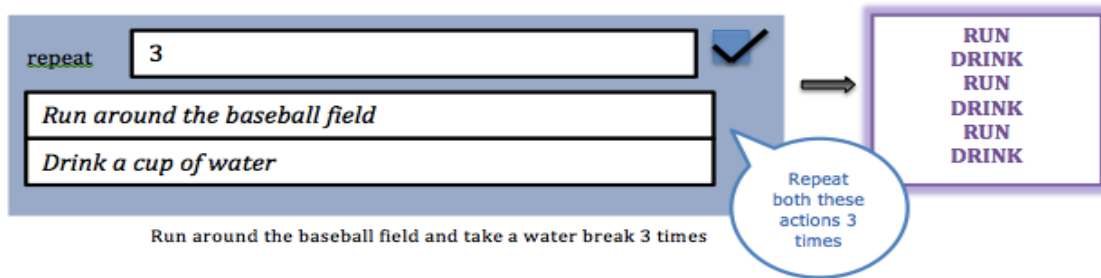 repeat
3
Run around the baseball field
Drink a cup of water
Run around the baseball field and take a water break 3 times
Repeat
both these
actions 3
times
RUN
DRINK
RUN
DRINK
RUN
DRINK